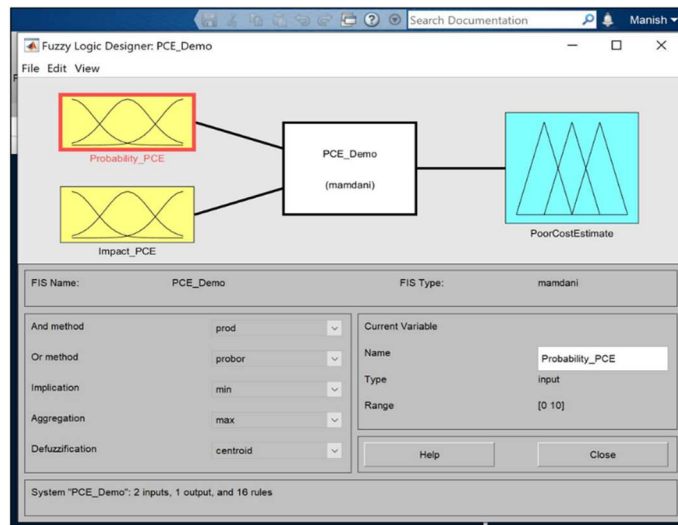 Search Documentation
Manish
Fuzzy Logic Designer: PCE_Demo
File Edit View
Probability_PCE
Impact_PCE
PCE_Demo
(mamdani)
PoorCostEstimate
FIS Name: PCE_Demo FIS Type: mamdani
And method prod
Or method probor
Implication min
Aggregation max
Defuzzification centroid
Current Variable
Name Probability_PCE
Type input
Range [0 10]
Help Close
System "PCE_Demo": 2 inputs, 1 output, and 16 rules